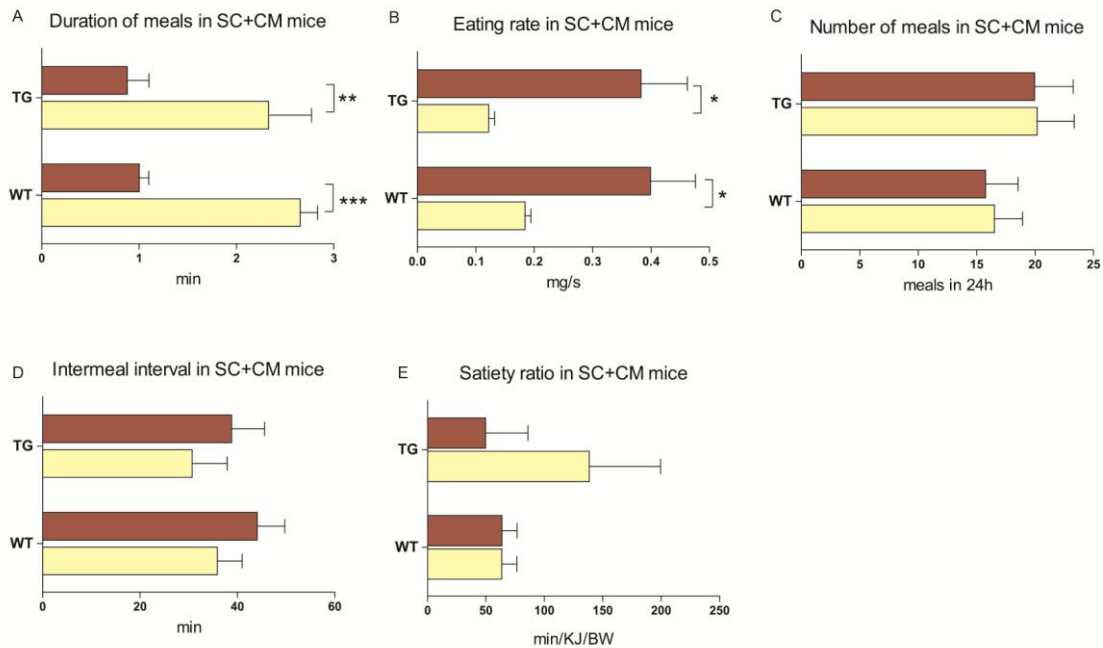 A Duration of meals in SC+CM mice
TG
**
WT
***
0 1 2 3
min
B Eating rate in SC+CM mice
TG
*
WT
*
0.0 0.1 0.2 0.3 0.4 0.5
mg/s
C Number of meals in SC+CM mice
TG
WT
0 5 10 15 20 25
meals in 24h
D Intermeal interval in SC+CM mice
TG
WT
0 20 40 60
min
E Satiety ratio in SC+CM mice
TG
WT
0 50 100 150 200 250
min/KJ/BW